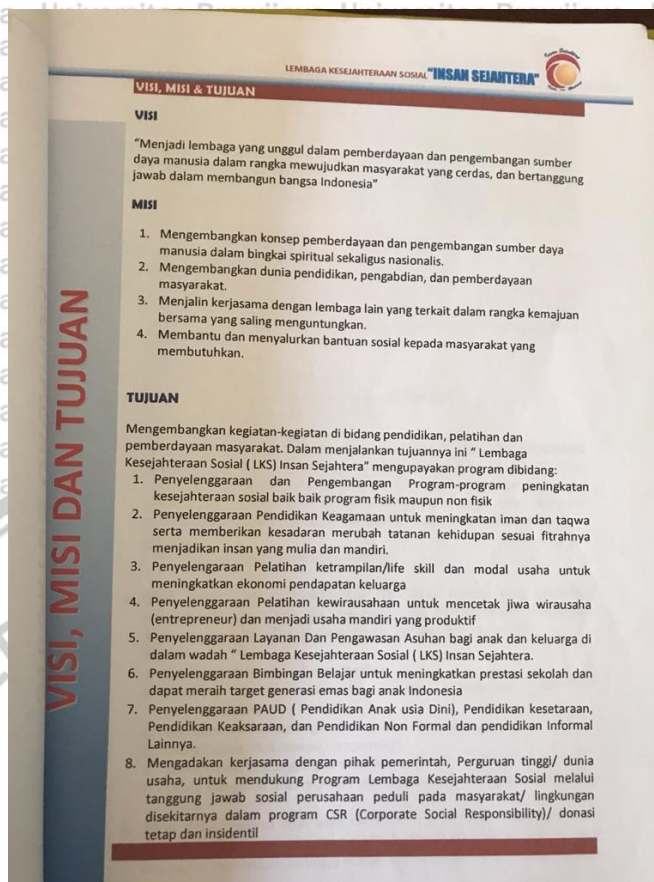 LEMBAGA KESEJAHTERAAN SOSIAL "INSAN SEJAHTERA"
VISI, MISI & TUJUAN
VISI
"Menjadi lembaga yang unggul dalam pemberdayaan dan pengembangan sumber
daya manusia dalam rangka mewujudkan masyarakat yang cerdas, dan bertanggung
jawab dalam membangun bangsa Indonesia"
MISI
1. Mengembangkan konsep pemberdayaan dan pengembangan sumber daya
manusia dalam bingkai spiritual sekaligus nasionalis.
2. Mengembangkan dunia pendidikan, pengabdian, dan pemberdayaan
masyarakat.
3. Menjalin kerjasama dengan lembaga lain yang terkait dalam rangka kemajuan
bersama yang saling menguntungkan.
4. Membantu dan menyalurkan bantuan sosial kepada masyarakat yang
membutuhkan.
VISI, MISI DAN TUJUAN
TUJUAN
Mengembangkan kegiatan-kegiatan di bidang pendidikan, pelatihan dan
pemberdayaan masyarakat. Dalam menjalankan tujuannya ini " Lembaga
Kesejahteraan Sosial ( LKS) Insan Sejahtera" mengupayakan program dibidang:
1. Penyelenggaraan dan Pengembangan Program-program peningkatan
kesejahteraan sosial baik baik program fisik maupun non fisik
2. Penyelenggaraan Pendidikan Keagamaan untuk meningkatan iman dan taqwa
serta memberikan kesadaran merubah tatanan kehidupan sesuai fitrahnya
menjadikan insan yang mulia dan mandiri.
3. Penyelengaraan Pelatihan ketrampilan/life skill dan modal usaha untuk
meningkatkan ekonomi pendapatan keluarga
4. Penyelenggaraan Pelatihan kewirausahaan untuk mencetak jiwa wirausaha
(entrepreneur) dan menjadi usaha mandiri yang produktif
5. Penyelenggaraan Layanan Dan Pengawasan Asuhan bagi anak dan keluarga di
dalam wadah " Lembaga Kesejahteraan Sosial ( LKS) Insan Sejahtera.
6. Penyelenggaraan Bimbingan Belajar untuk meningkatkan prestasi sekolah dan
dapat meraih target generasi emas bagi anak Indonesia
7. Penyelenggaraan PAUD ( Pendidikan Anak usia Dini), Pendidikan kesetaraan,
Pendidikan Keaksaraan, dan Pendidikan Non Formal dan pendidikan Informal
Lainnya.
8. Mengadakan kerjasama dengan pihak pemerintah, Perguruan tinggi/ dunia
usaha, untuk mendukung Program Lembaga Kesejahteraan Sosial melalui
tanggung jawab sosial perusahaan peduli pada masyarakat/ lingkungan
disekitarnya dalam program CSR (Corporate Social Responsibility)/ donasi
tetap dan insidentil